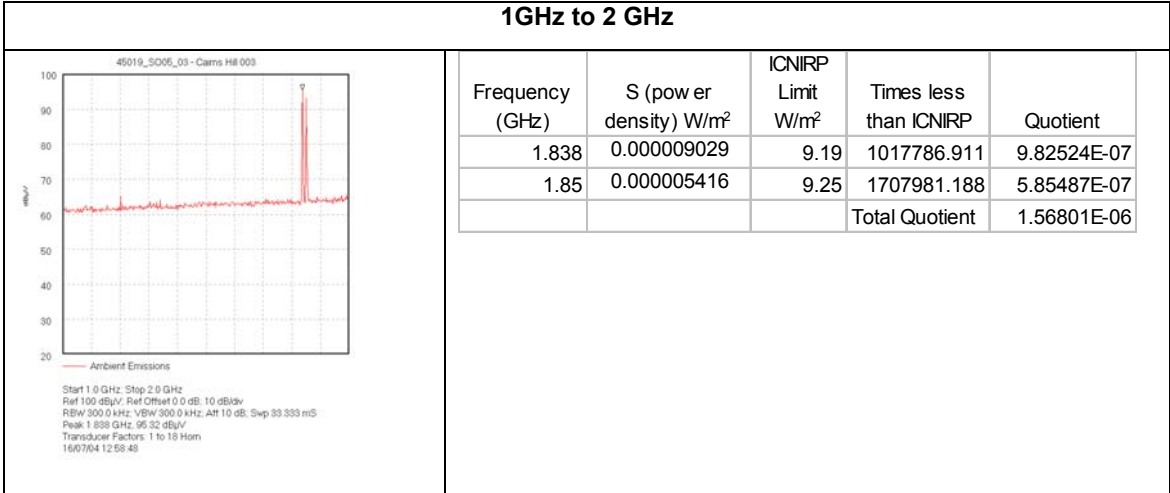 1GHz to 2 GHz
45019_SO05_03 - Cairns Hill 003
100
90
80
70
60
50
40
30
20
dBµV
Ambient Emissions
Start 1.0 GHz; Stop 2.0 GHz
Ref 100 dBµV; Ref Offset 0.0 dB; 10 dB/div
RBW 300.0 kHz; VBW 300.0 kHz; Att 10 dB; Swp 33.333 mS
Peak 1.838 GHz, 95.32 dBµV
Transducer Factors: 1 to 18 Horn
16/07/04 12:58:48
Frequency (GHz) S (pow er density) W/m² ICNIRP Limit W/m² Times less than ICNIRP Quotient
1.838 0.000009029 9.19 1017786.911 9.82524E-07
1.85 0.000005416 9.25 1707981.188 5.85487E-07
Total Quotient 1.56801E-06